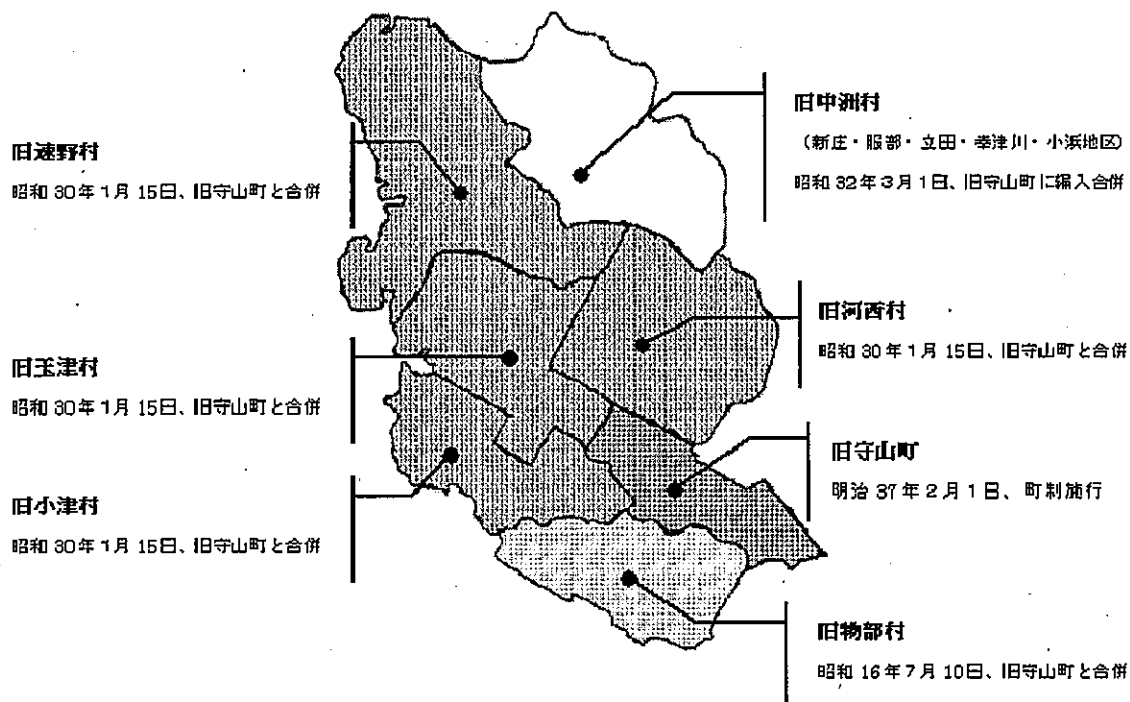 旧速野村
昭和30年1月15日、旧守山町と合併
旧玉津村
昭和30年1月15日、旧守山町と合併
旧小津村
昭和30年1月15日、旧守山町と合併
旧中洲村
(新庄・服部・立田・幸津川・小浜地区)
昭和32年3月1日、旧守山町に編入合併
旧河西村
昭和30年1月15日、旧守山町と合併
旧守山町
明治37年2月1日、町制施行
旧物部村
昭和16年7月10日、旧守山町と合併